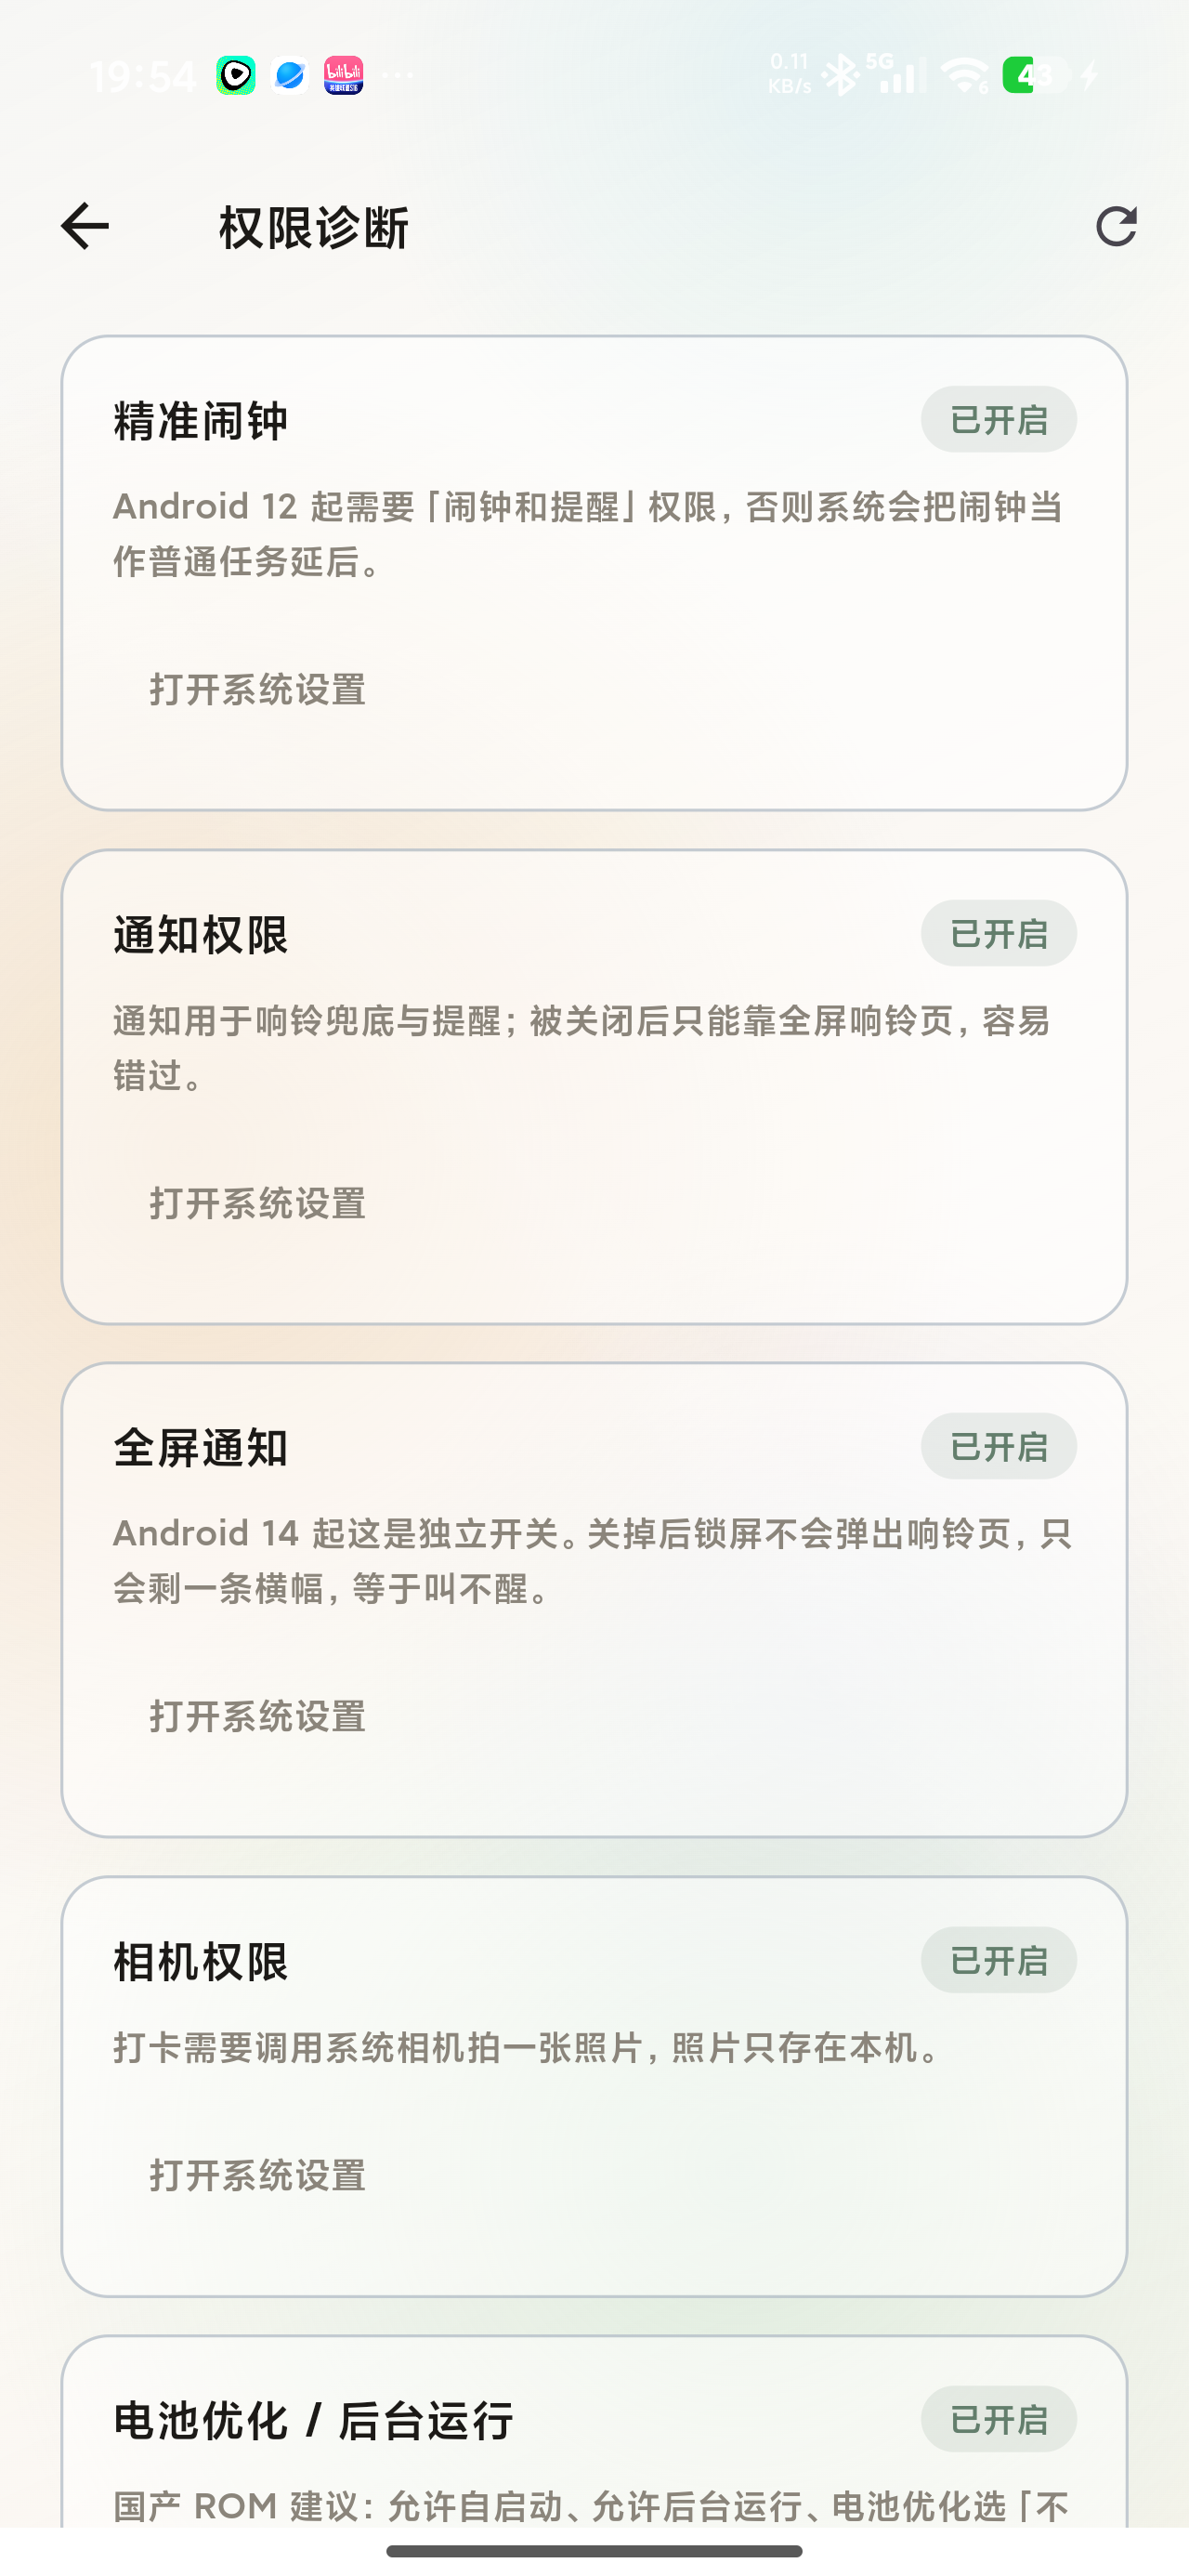 19:54
bilibili
0.11
KB/s
5G
6
43
权限诊断
精准闹钟
已开启
Android 12 起需要「闹钟和提醒」权限，否则系统会把闹钟当
作普通任务延后。
打开系统设置
通知权限
已开启
通知用于响铃兜底与提醒；被关闭后只能靠全屏响铃页，容易
错过。
打开系统设置
全屏通知
已开启
Android 14 起这是独立开关。关掉后锁屏不会弹出响铃页，只
会剩一条横幅，等于叫不醒。
打开系统设置
相机权限
已开启
打卡需要调用系统相机拍一张照片，照片只存在本机。
打开系统设置
电池优化 / 后台运行
已开启
国产 ROM 建议：允许自启动、允许后台运行、电池优化选「不